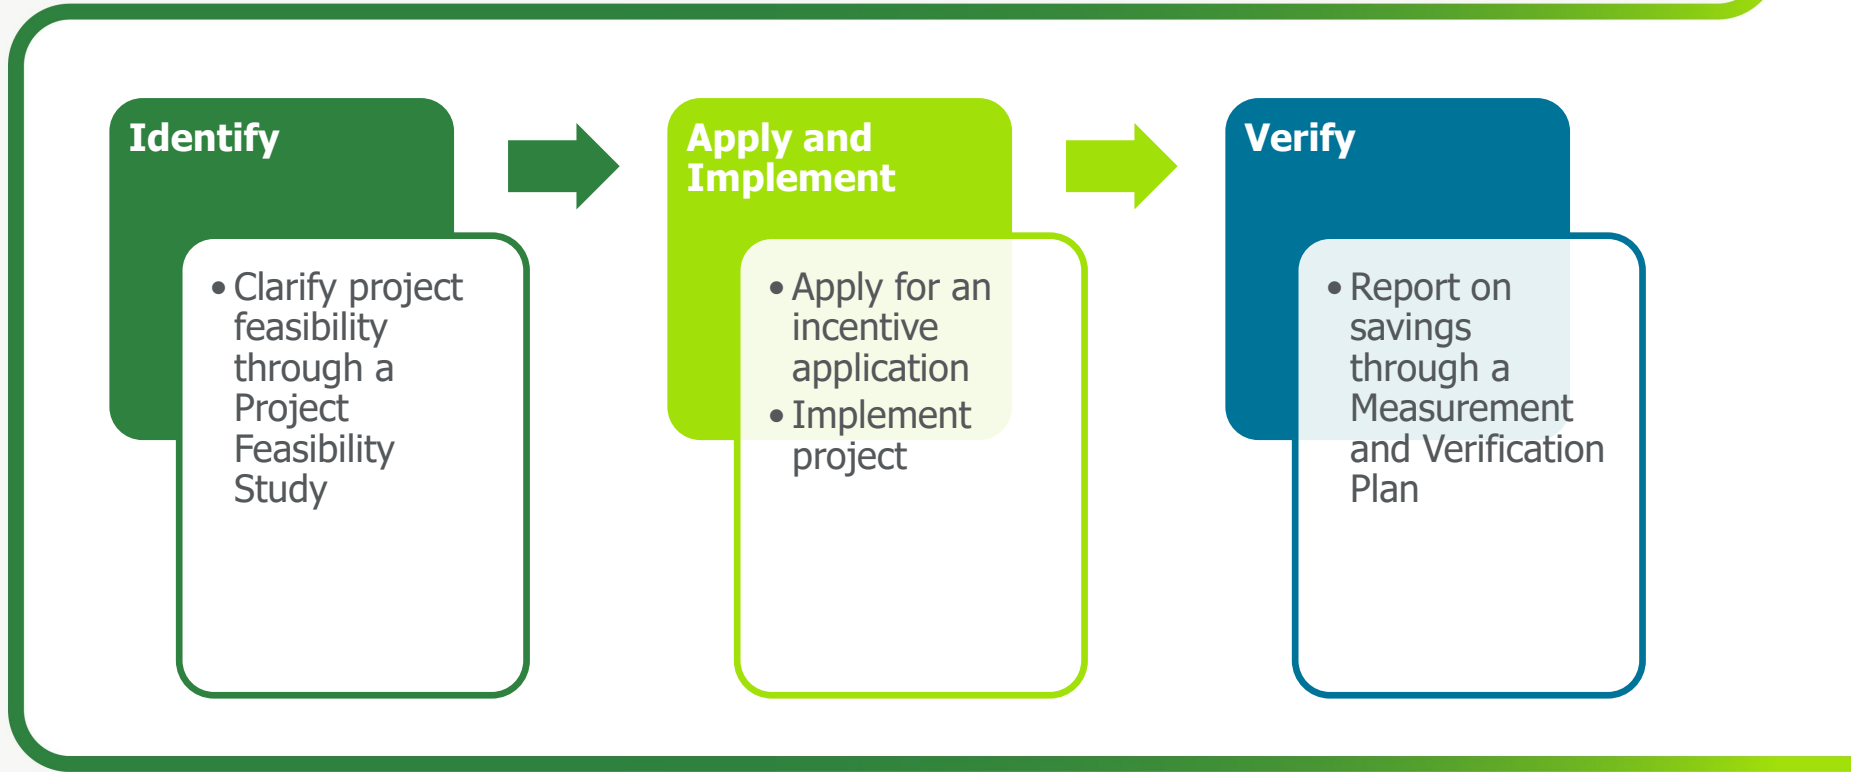 Identify
• Clarify project
feasibility
through a
Project
Feasibility
Study
Apply and
Implement
• Apply for an
incentive
application
• Implement
project
Verify
• Report on
savings
through a
Measurement
and Verification
Plan